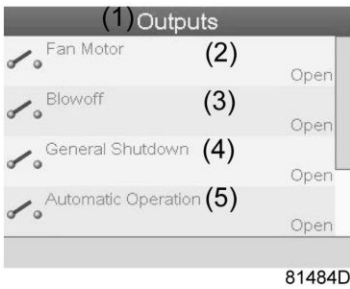 (1) Outputs
Fan Motor (2)
Open
Blowoff (3)
Open
General Shutdown (4)
Open
Automatic Operation (5)
Open
81484D